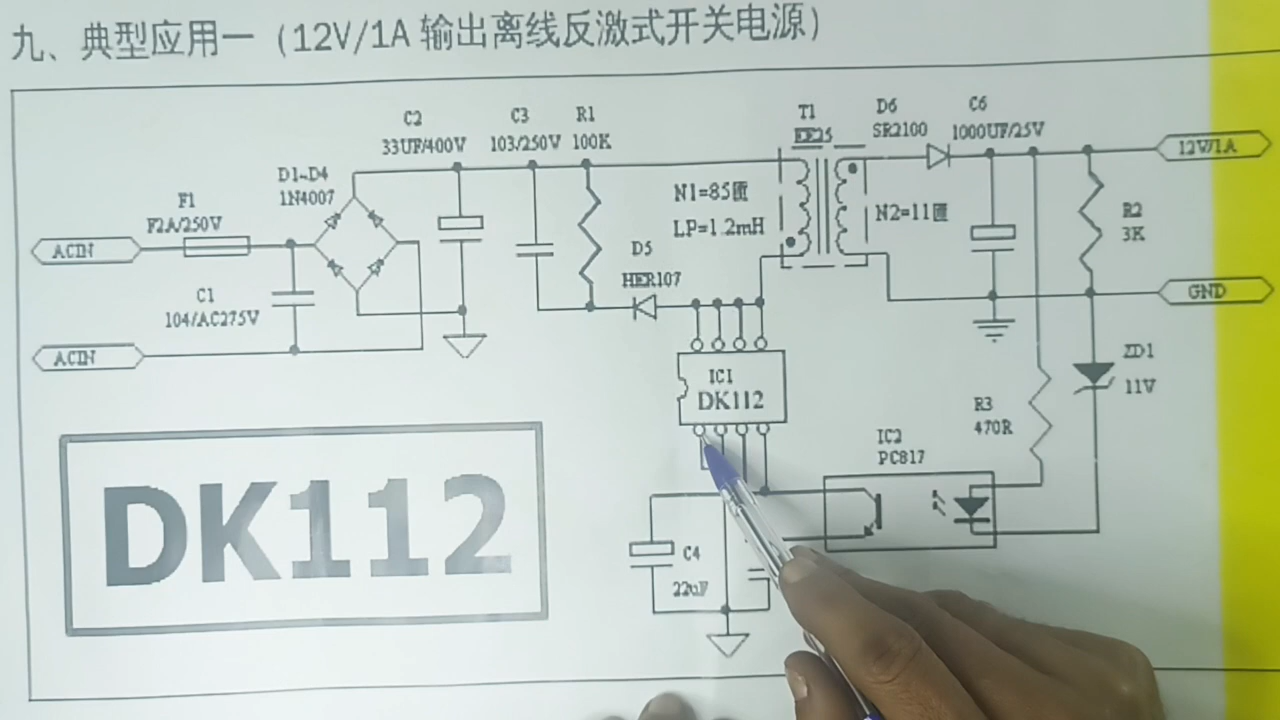 九、典型应用一（12V/1A 输出离线反激式开关电源）
C2
33UF/400V
C3
103/250V
R1
100K
T1
EE25
D6
SR2100
C6
1000UF/25V
12V/1A
D1~D4
1N4007
F1
F2A/250V
N1=85匝
LP=1.2mH
N2=11匝
R2
3K
ACIN
D5
HER107
C1
104/AC275V
GND
ACIN
IC1
DK112
ZD1
11V
R3
470R
IC2
PC817
DK112
C4
22uF